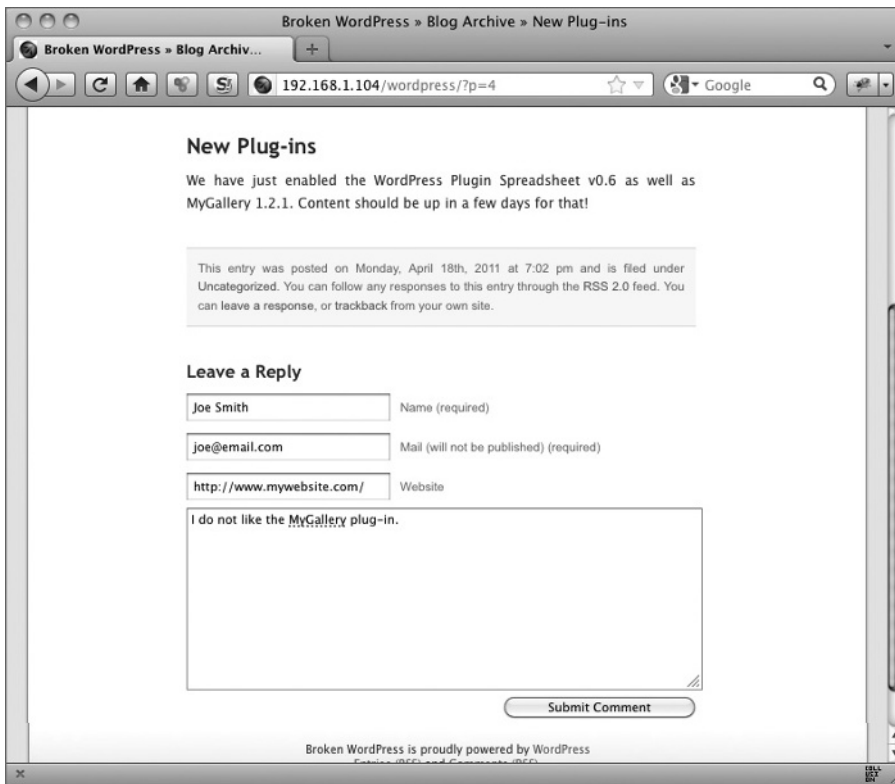 Broken WordPress » Blog Archive » New Plug-ins
Broken WordPress » Blog Archiv...
192.168.1.104/wordpress/?p=4
Google
New Plug-ins
We have just enabled the WordPress Plugin Spreadsheet v0.6 as well as
MyGallery 1.2.1. Content should be up in a few days for that!
This entry was posted on Monday, April 18th, 2011 at 7:02 pm and is filed under
Uncategorized. You can follow any responses to this entry through the RSS 2.0 feed. You
can leave a response, or trackback from your own site.
Leave a Reply
Joe Smith Name (required)
joe@email.com Mail (will not be published) (required)
http://www.mywebsite.com/ Website
I do not like the MyGallery plug-in.
Submit Comment
Broken WordPress is proudly powered by WordPress
Entries (RSS) and Comments (RSS).